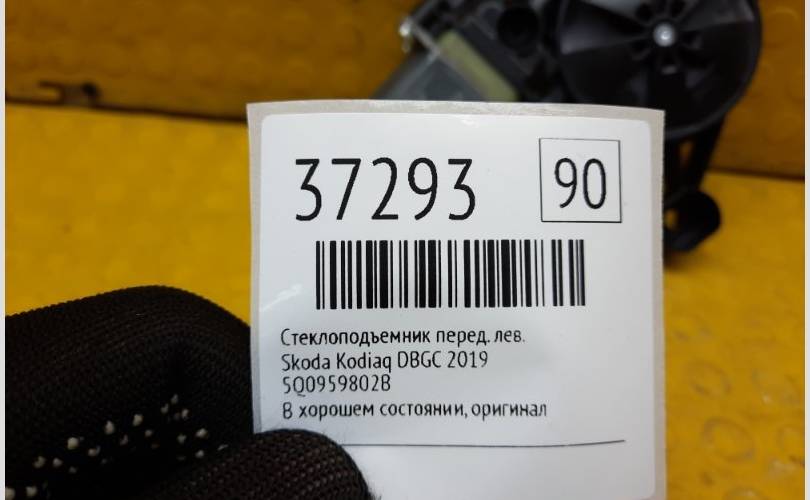 37293 90
Стеклоподъемник перед. лев.
Skoda Kodiaq DBGC 2019
5Q0959802B
В хорошем состоянии, оригинал